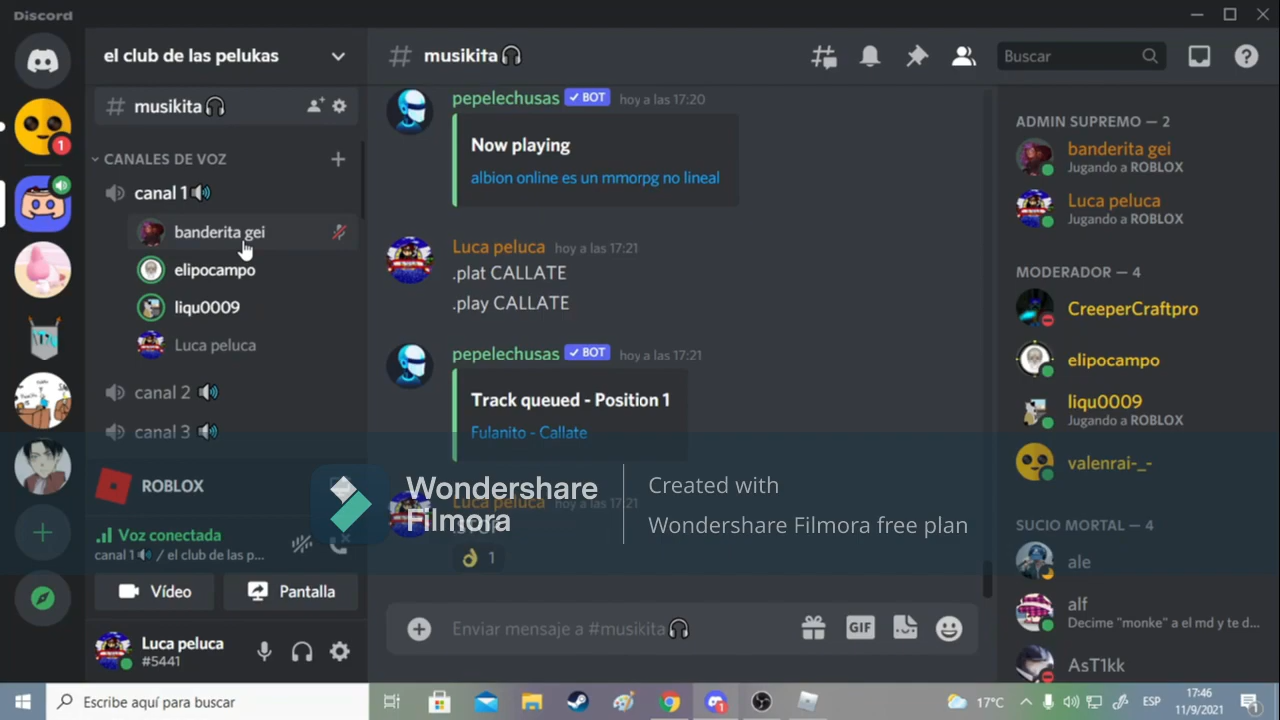 Discord
el club de las pelukas
musikita
CANALES DE VOZ
canal 1
banderita gei
elipocampo
liqu0009
Luca peluca
canal 2
canal 3
ROBLOX
Voz conectada
canal 1 / el club de las p...
Vídeo
Pantalla
Luca peluca
#5441
musikita
Buscar
pepelechusas BOT hoy a las 17:20
Now playing
albion online es un mmorpg no lineal
Luca peluca hoy a las 17:21
.plat CALLATE
.play CALLATE
pepelechusas BOT hoy a las 17:21
Track queued - Position 1
Fulanito - Callate
Luca peluca hoy a las 17:21
1
Wondershare
Filmora
Created with
Wondershare Filmora free plan
Enviar mensaje a #musikita
GIF
ADMIN SUPREMO — 2
banderita gei
Jugando a ROBLOX
Luca peluca
Jugando a ROBLOX
MODERADOR — 4
CreeperCraftpro
elipocampo
liqu0009
Jugando a ROBLOX
valenrai-_-
SUCIO MORTAL — 4
ale
alf
Decime "monke" a el md y te d...
AsT1kk
1
Escribe aquí para buscar
17°C
ESP
17:46
11/9/2021
1